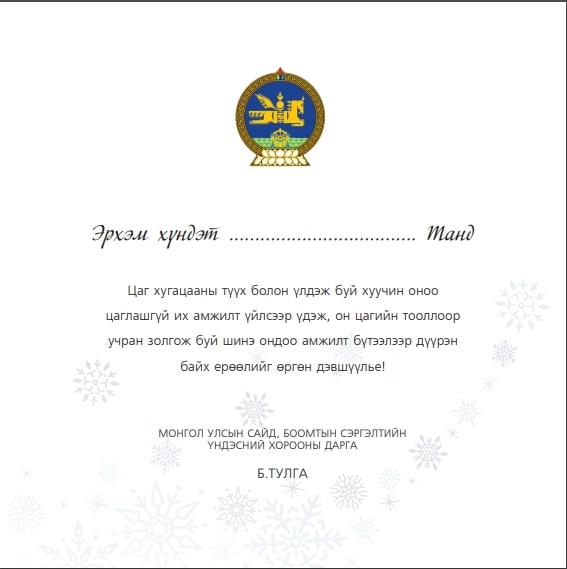 Эрхэм хүндэт .................................... Танд
Цаг хугацааны түүх болон үлдэж буй хуучин оноо
цаглашгүй их амжилт үйлсээр үдэж, он цагийн тооллоор
учран золгож буй шинэ ондоо амжилт бүтээлээр дүүрэн
байх ерөөлийг өргөн дэвшүүлье!
МОНГОЛ УЛСЫН САЙД, БООМТЫН СЭРГЭЛТИЙН
ҮНДЭСНИЙ ХОРООНЫ ДАРГА
Б.ТУЛГА